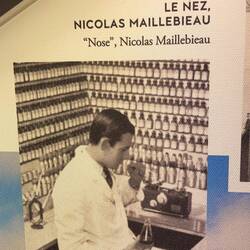 LE NEZ,
NICOLAS MAILLEBIEAU
“Nose”, Nicolas Maillebieau